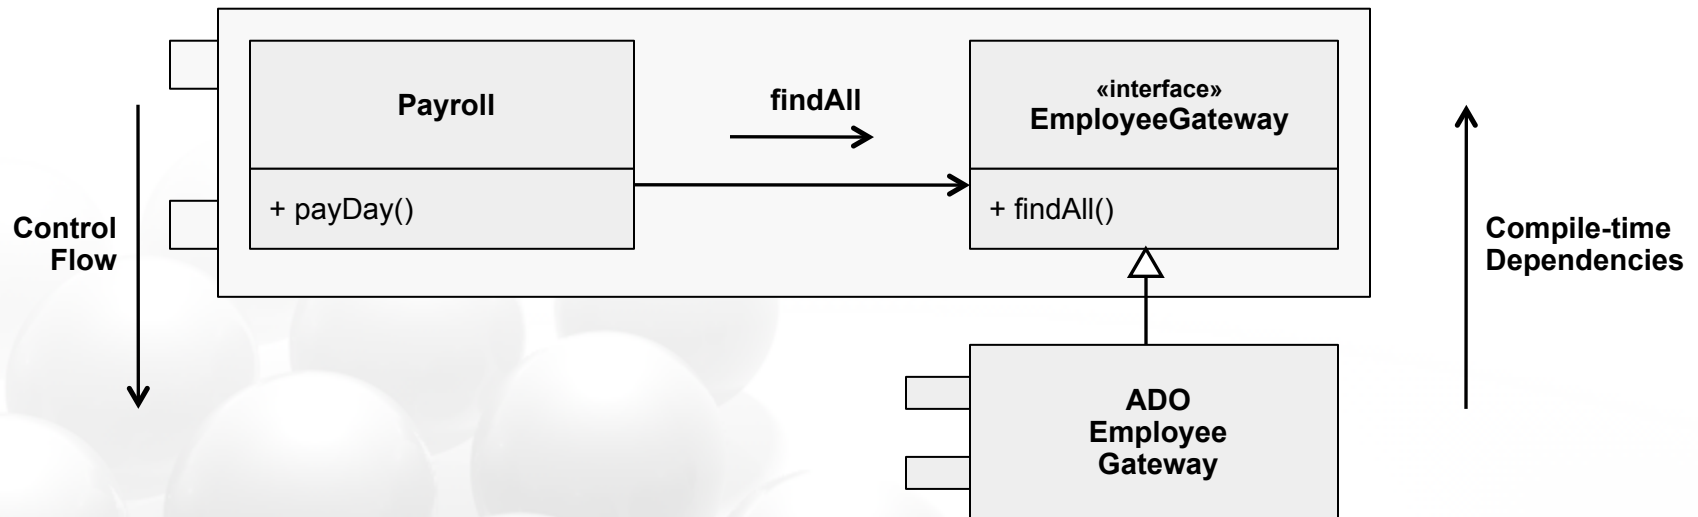 Payroll
+ payDay()
findAll
«interface»
EmployeeGateway
+ findAll()
Control
Flow
Compile-time
Dependencies
ADO
Employee
Gateway